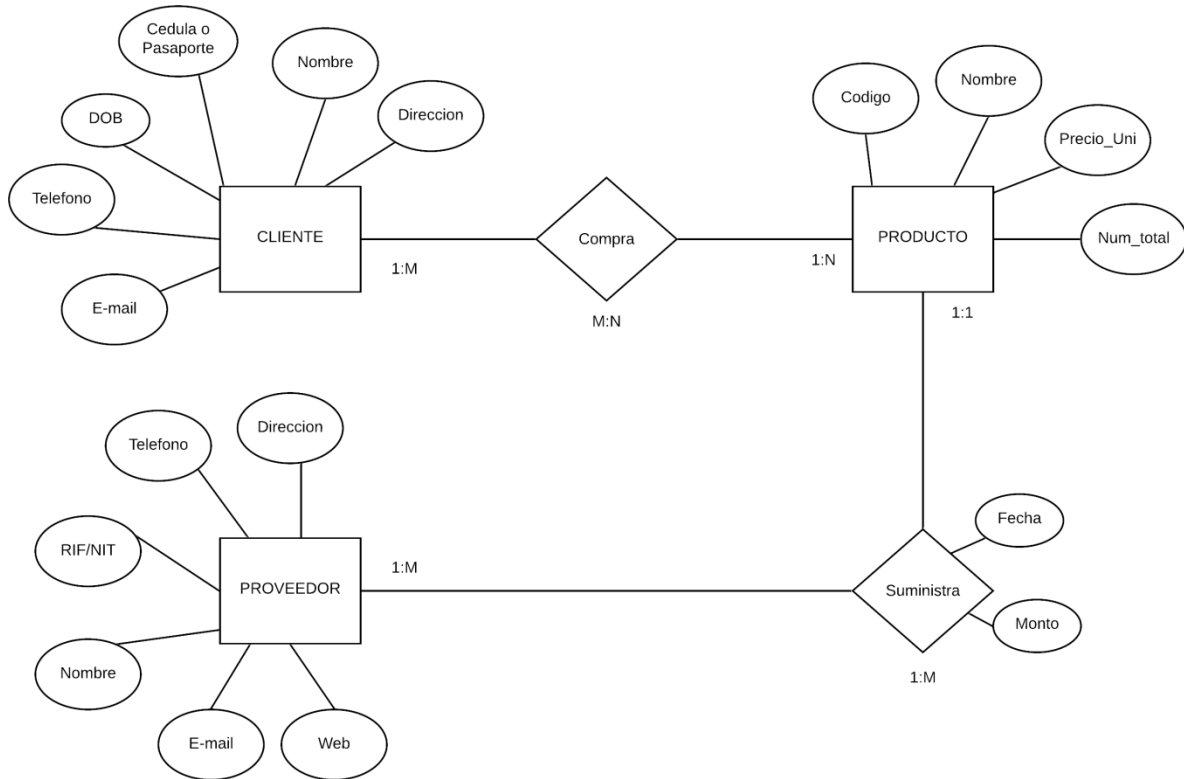 Cedula o
Pasaporte
Nombre
Direccion
DOB
Telefono
E-mail
CLIENTE
1:M
Compra
M:N
1:N
Codigo
Nombre
Precio_Uni
Num_total
PRODUCTO
1:1
Telefono
Direccion
RIF/NIT
Nombre
E-mail
Web
PROVEEDOR
1:M
Suministra
1:M
Fecha
Monto